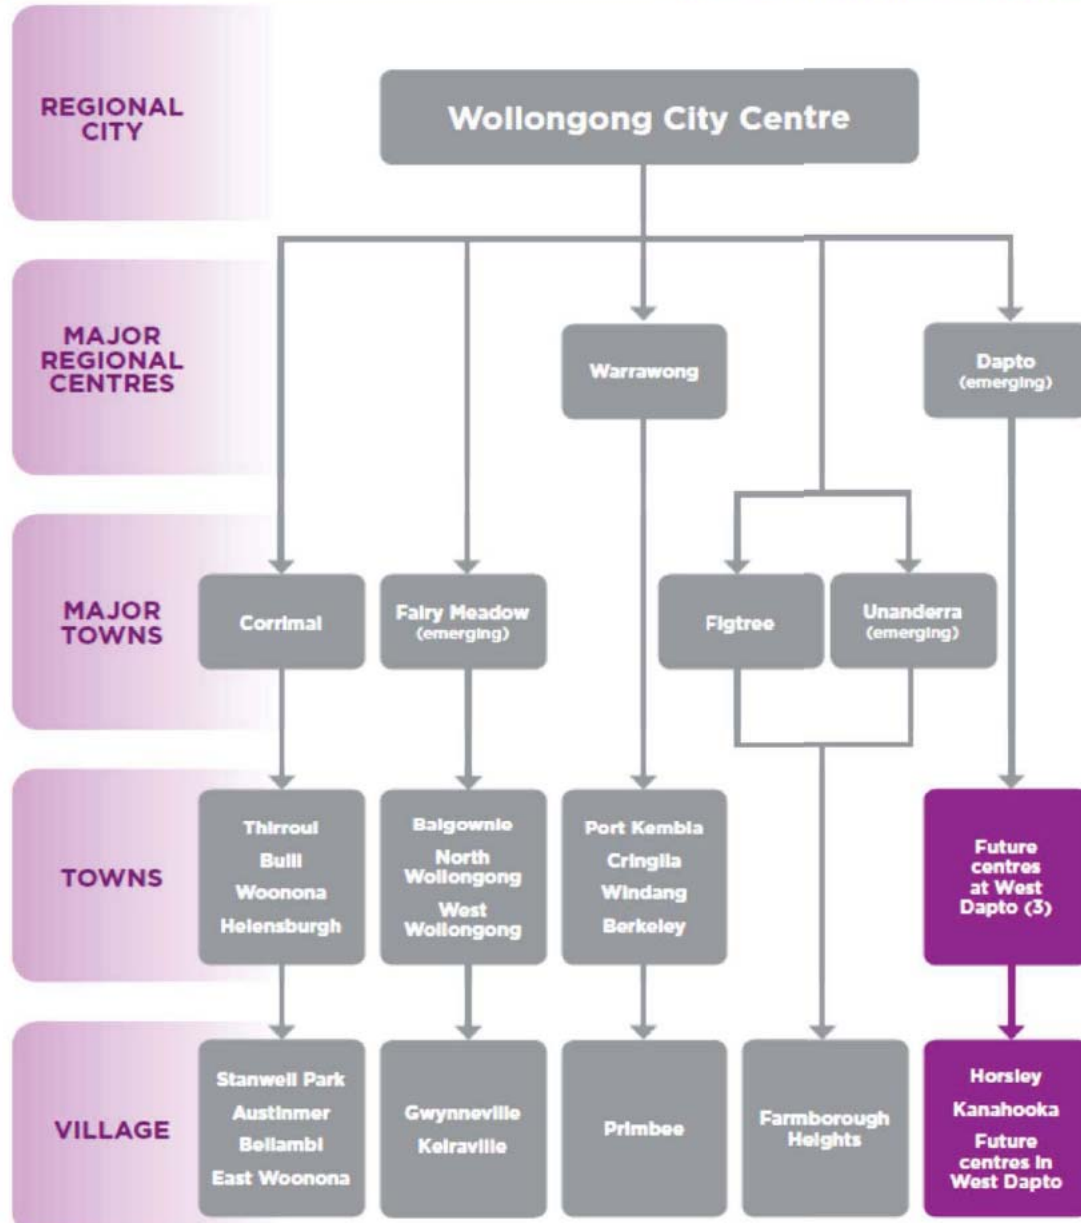 REGIONAL
CITY
Wollongong City Centre
MAJOR
REGIONAL
CENTRES
Warrawong
Dapto
(emerging)
MAJOR
TOWNS
Corrimal
Fairy Meadow
(emerging)
Figtree
Unanderra
(emerging)
TOWNS
Thirroul
Bulli
Woonona
Helensburgh
Balgownie
North
Wollongong
West
Wollongong
Port Kembla
Cringila
Windang
Berkeley
Future
centres
at West
Dapto (3)
VILLAGE
Stanwell Park
Austinmer
Bellambi
East Woonona
Gwynneville
Keiraville
Primbee
Farmborough
Heights
Horsley
Kanahooka
Future
centres in
West Dapto